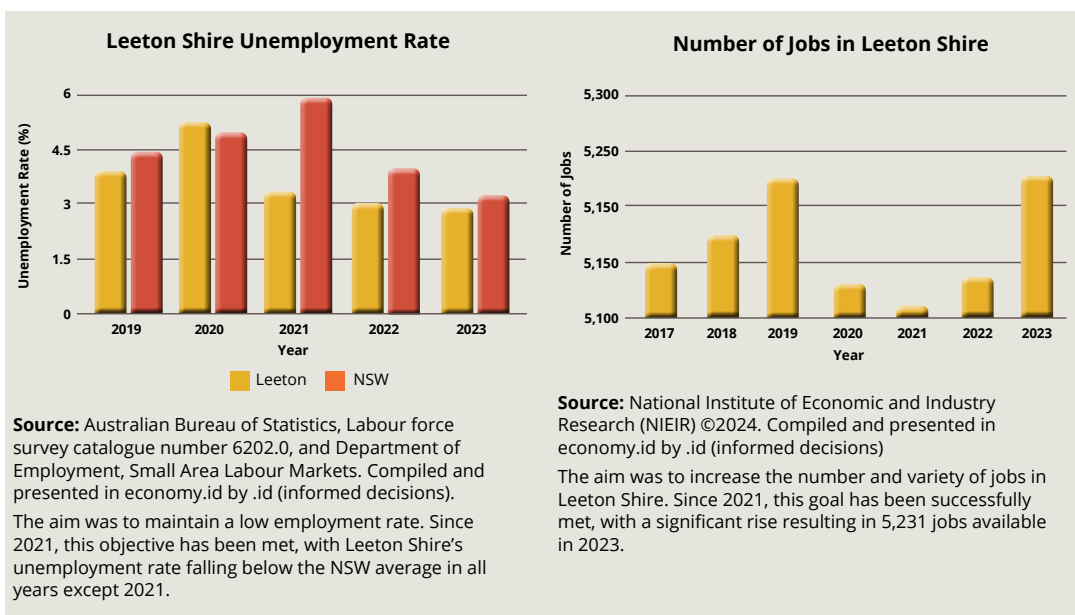 Leeton Shire Unemployment Rate
Unemployment Rate (%)
6
4.5
3
1.5
0
2019 2020 2021 2022 2023
Year
Leeton NSW
Source: Australian Bureau of Statistics, Labour force
survey catalogue number 6202.0, and Department of
Employment, Small Area Labour Markets. Compiled and
presented in economy.id by .id (informed decisions).
The aim was to maintain a low employment rate. Since
2021, this objective has been met, with Leeton Shire’s
unemployment rate falling below the NSW average in all
years except 2021.
Number of Jobs in Leeton Shire
Number of Jobs
5,300
5,250
5,150
5,150
5,100
2017 2018 2019 2020 2021 2022 2023
Year
Source: National Institute of Economic and Industry
Research (NIEIR) ©2024. Compiled and presented in
economy.id by .id (informed decisions)
The aim was to increase the number and variety of jobs in
Leeton Shire. Since 2021, this goal has been successfully
met, with a significant rise resulting in 5,231 jobs available
in 2023.